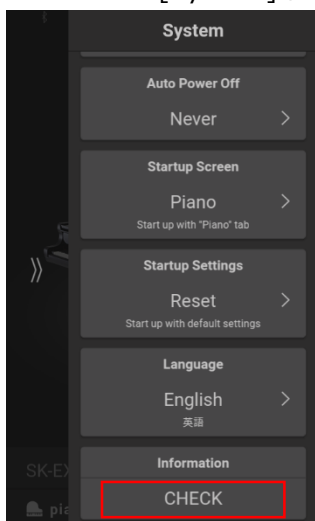 System
Auto Power Off
Never
Startup Screen
Piano
Start up with "Piano" tab
Startup Settings
Reset
Start up with default settings
Language
English
英語
Information
CHECK
SK-EX
pia